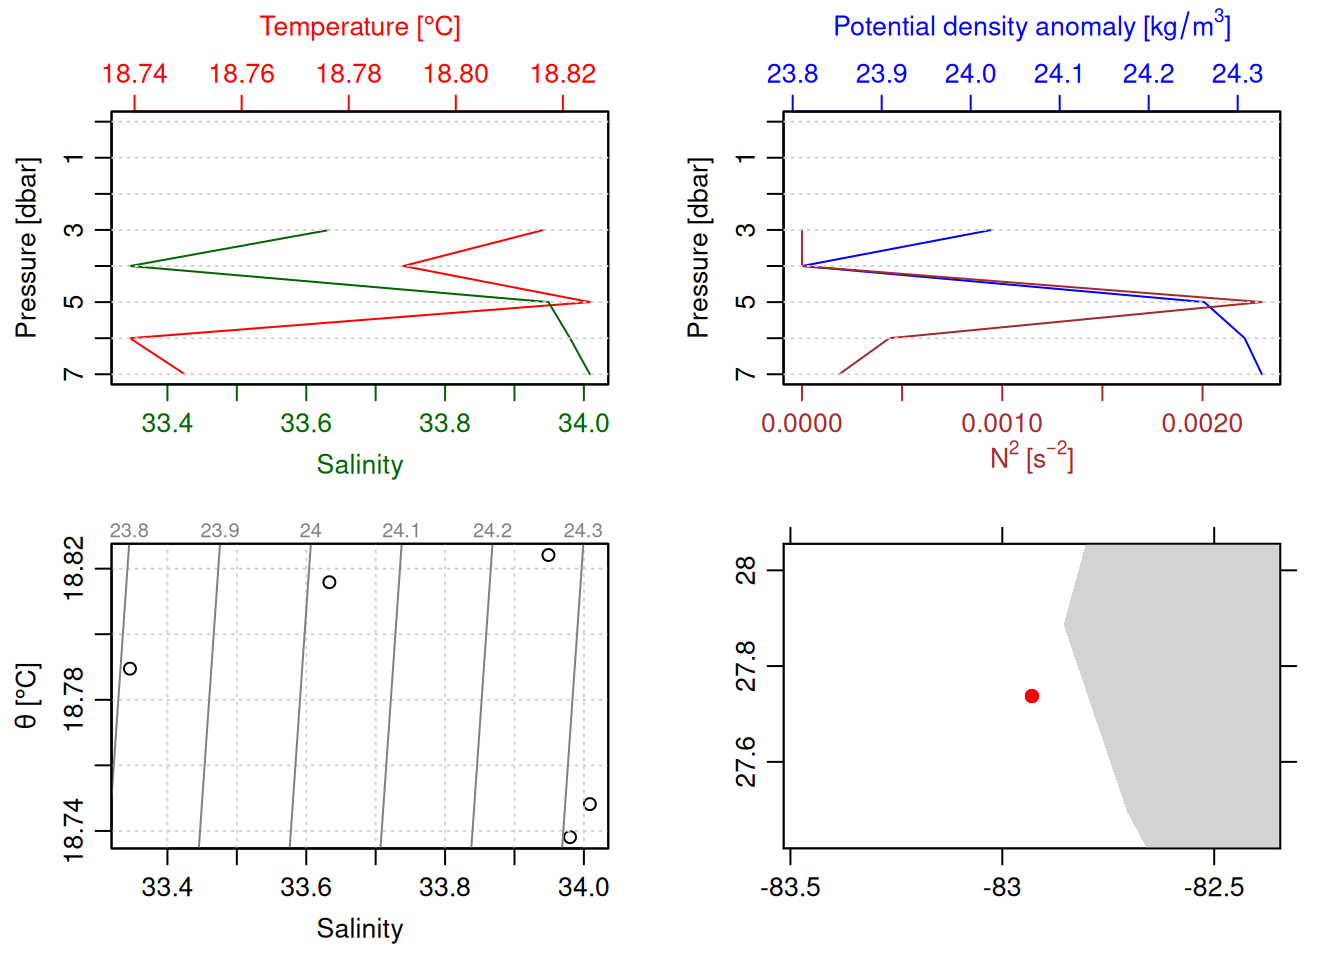 Temperature [°C]
18.74 18.76 18.78 18.80 18.82
Pressure [dbar]
1
3
5
7
33.4 33.6 33.8 34.0
Salinity
Potential density anomaly [kg/m³]
23.8 23.9 24.0 24.1 24.2 24.3
Pressure [dbar]
1
3
5
7
0.0000 0.0010 0.0020
N² [s⁻²]
23.8 23.9 24 24.1 24.2 24.3
θ [°C]
18.82
18.78
18.74
33.4 33.6 33.8 34.0
Salinity
28
27.8
27.6
-83.5 -83 -82.5